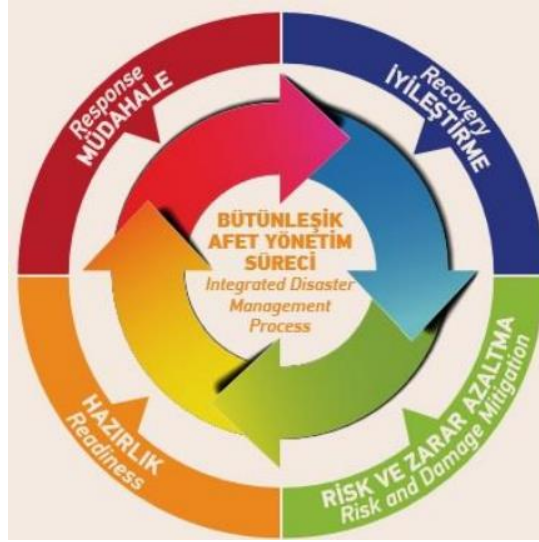 Response
MÜDAHALE
Recovery
İYİLEŞTİRME
BÜTÜNLEŞİK
AFET YÖNETİM
SÜRECİ
Integrated Disaster
Management
Process
HAZIRLIK
Readiness
RİSK VE ZARAR AZALTMA
Risk and Damage Mitigation